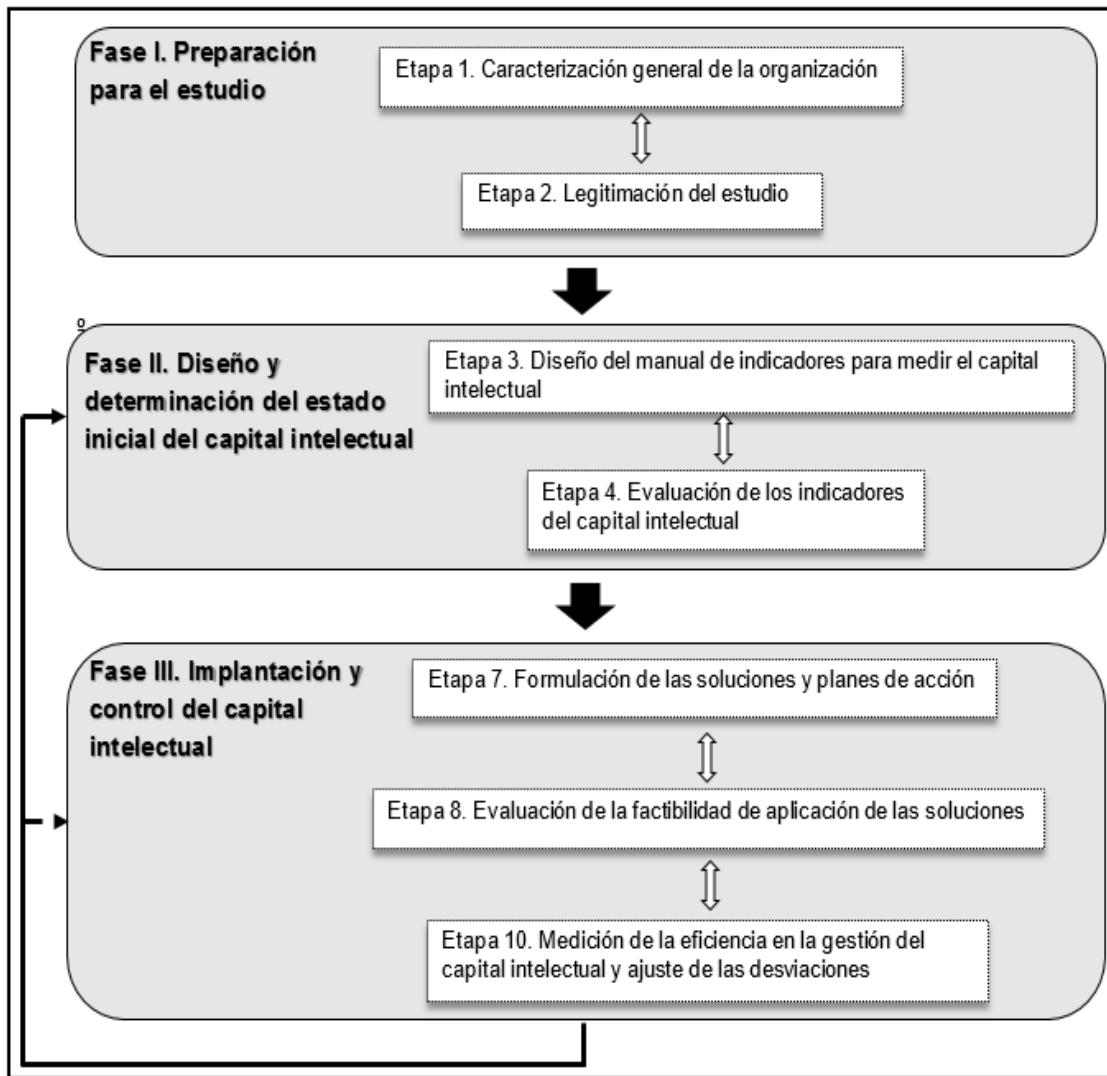 Fase I. Preparación
para el estudio
Etapa 1. Caracterización general de la organización
Etapa 2. Legitimación del estudio
º
Fase II. Diseño y
determinación del estado
inicial del capital intelectual
Etapa 3. Diseño del manual de indicadores para medir el capital
intelectual
Etapa 4. Evaluación de los indicadores
del capital intelectual
Fase III. Implantación y
control del capital
intelectual
Etapa 7. Formulación de las soluciones y planes de acción
Etapa 8. Evaluación de la factibilidad de aplicación de las soluciones
Etapa 10. Medición de la eficiencia en la gestión del
capital intelectual y ajuste de las desviaciones